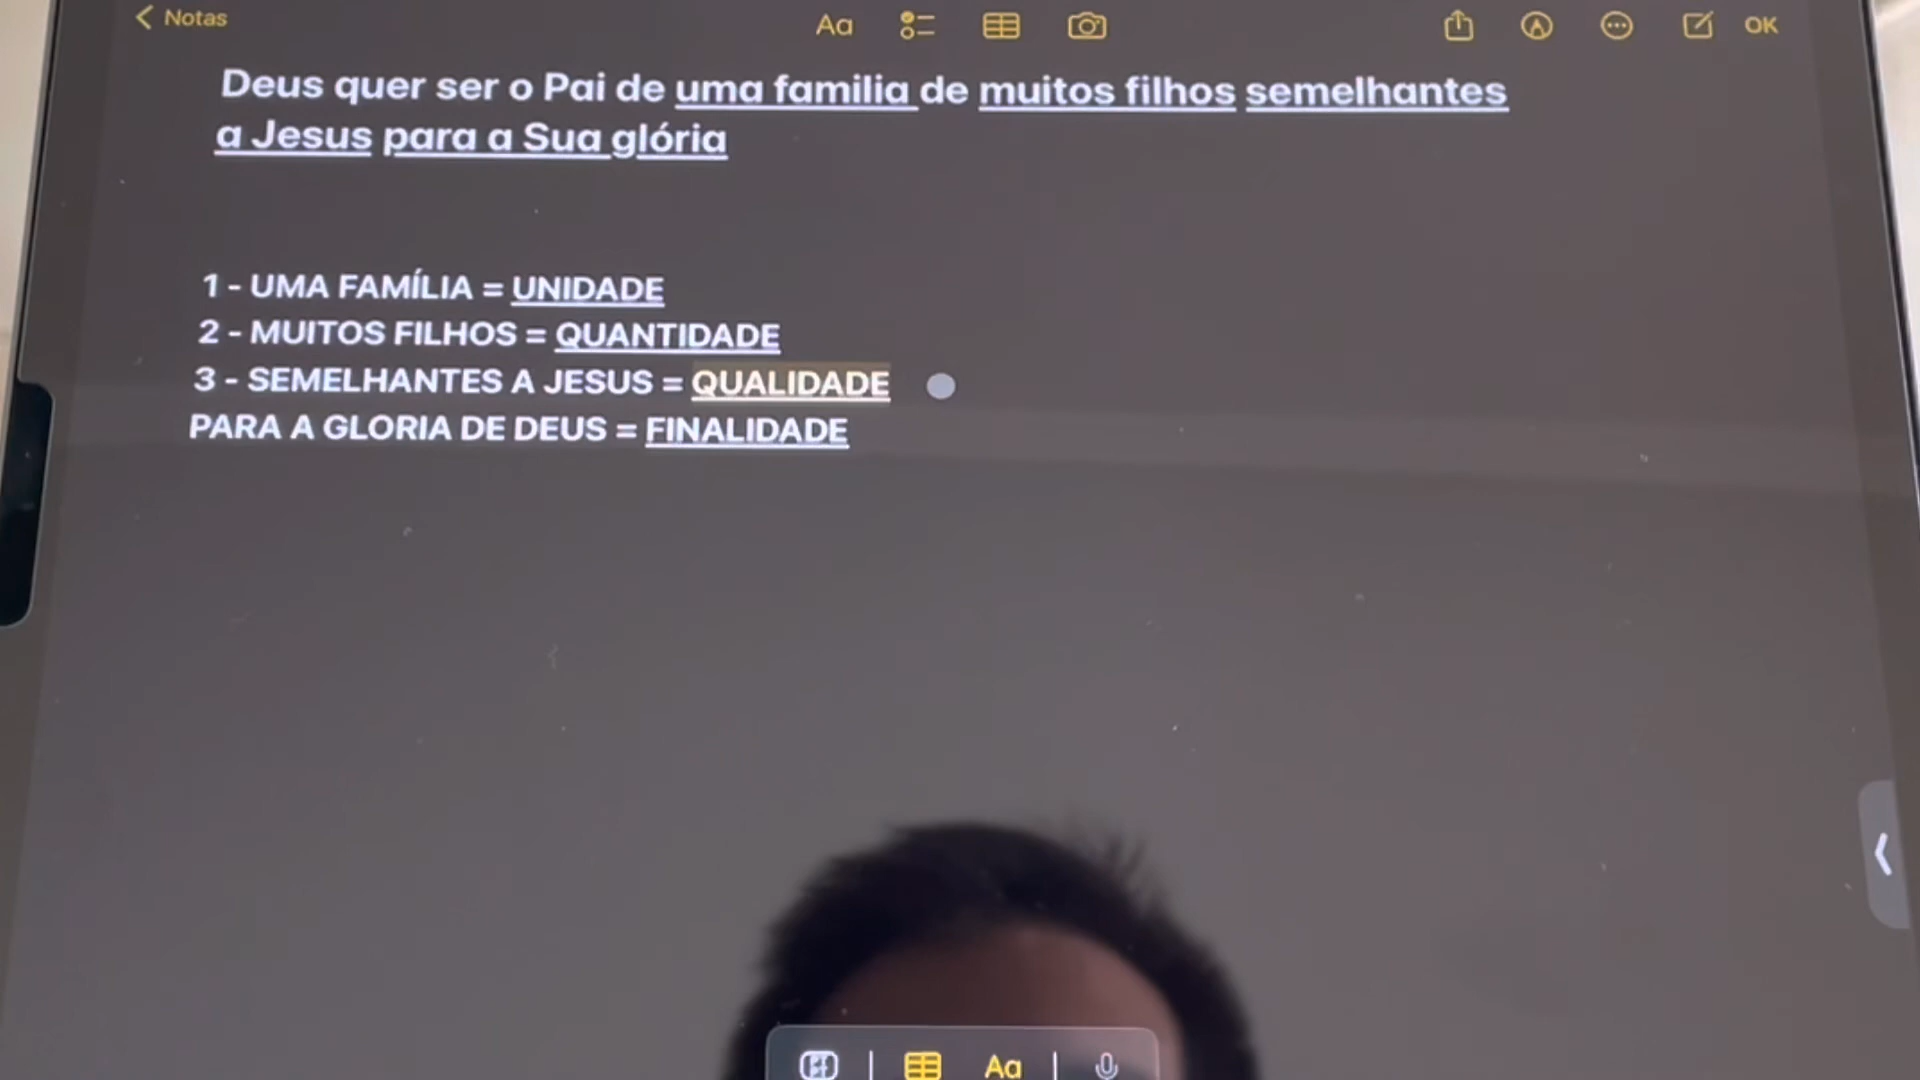 Notas
Aa
OK
Deus quer ser o Pai de uma familia de muitos filhos semelhantes
a Jesus para a Sua glória
1 - UMA FAMÍLIA = UNIDADE
2 - MUITOS FILHOS = QUANTIDADE
3 - SEMELHANTES A JESUS = QUALIDADE
PARA A GLORIA DE DEUS = FINALIDADE
Aa